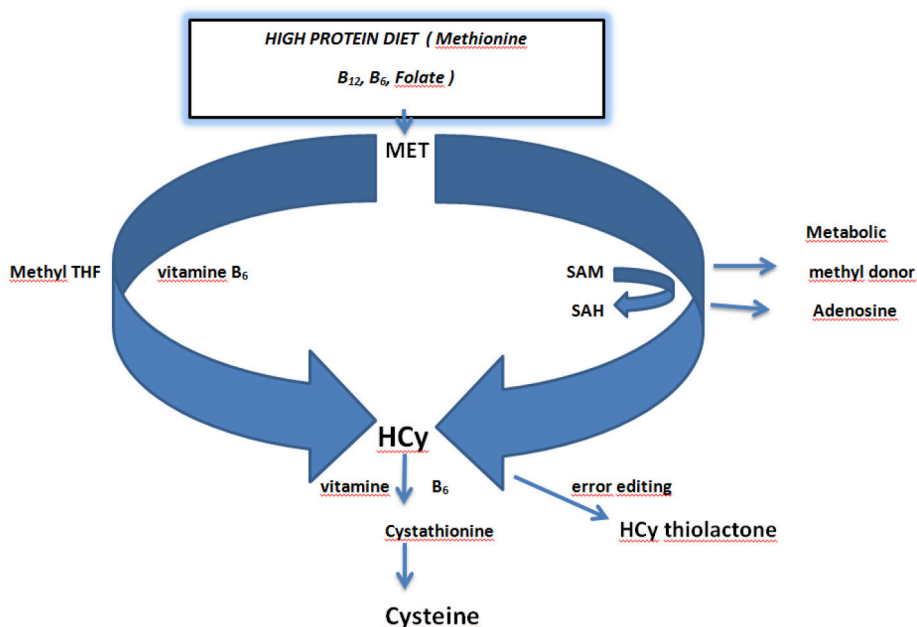 HIGH PROTEIN DIET ( Methionine
B12, B6, Folate )
MET
Metabolic
Methyl THF
vitamine B6
SAM
methyl donor
SAH
Adenosine
HCy
vitamine B6
error editing
Cystathionine
HCy thiolactone
Cysteine